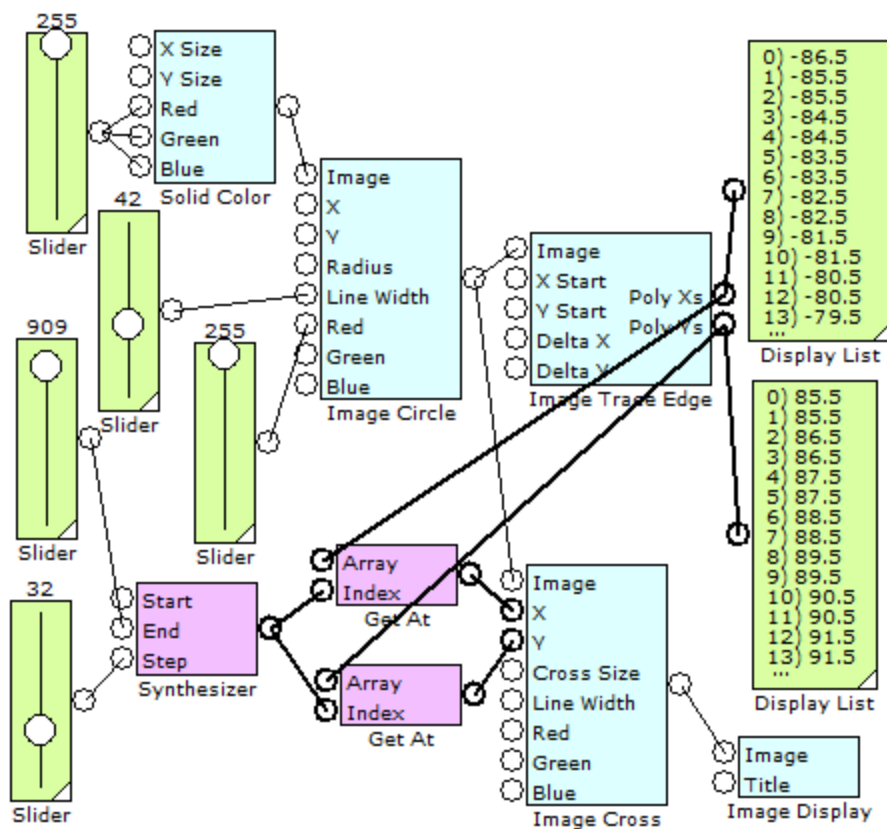 255
X Size
Y Size
Red
Green
Blue
Solid Color
Slider
42
Slider
Image
X
Y
Radius
Line Width
Red
Green
Blue
Image Circle
909
Slider
255
Slider
Image
X Start
Y Start
Delta X
Delta Y
Poly Xs
Poly Ys
Image Trace Edge
0) -86.5
1) -85.5
2) -85.5
3) -84.5
4) -84.5
5) -83.5
6) -83.5
7) -82.5
8) -82.5
9) -81.5
10) -81.5
11) -80.5
12) -80.5
13) -79.5
...
Display List
0) 85.5
1) 85.5
2) 86.5
3) 86.5
4) 87.5
5) 87.5
6) 88.5
7) 88.5
8) 89.5
9) 89.5
10) 90.5
11) 90.5
12) 91.5
13) 91.5
...
Display List
32
Slider
Start
End
Step
Synthesizer
Array
Index
Get At
Array
Index
Get At
Image
X
Y
Cross Size
Line Width
Red
Green
Blue
Image Cross
Image
Title
Image Display